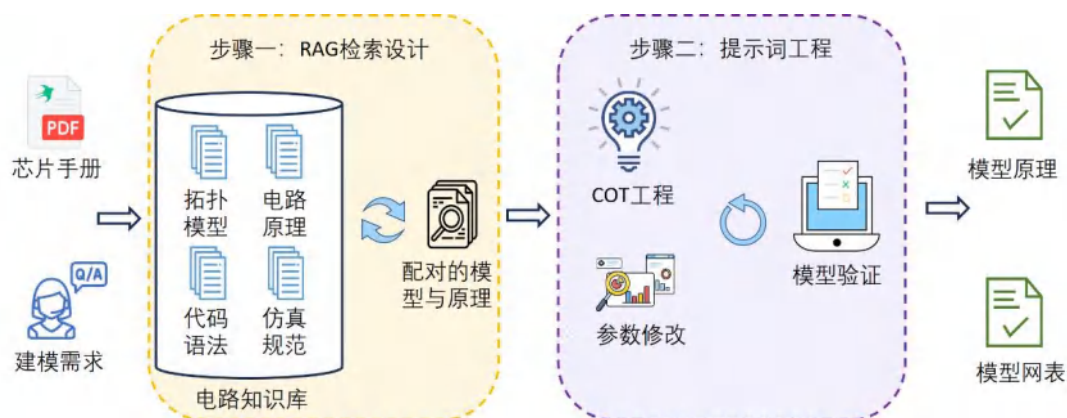 PDF
芯片手册
Q/A
建模需求
步骤一：RAG检索设计
拓扑
模型
电路
原理
代码
语法
仿真
规范
电路知识库
配对的模
型与原理
步骤二：提示词工程
COT工程
参数修改
模型验证
模型原理
模型网表